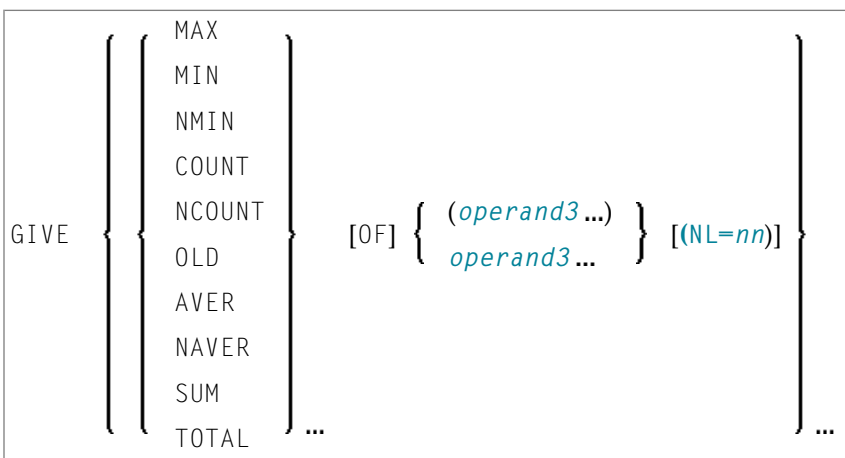 MAX
MIN
NMIN
COUNT
NCOUNT
GIVE [OF] (operand3 ...) [(NL=nn)]
OLD operand3 ...
AVER
NAVER
SUM
TOTAL ... ...